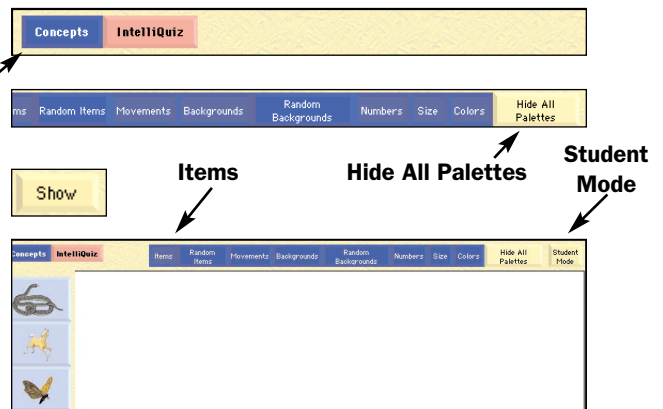 Concepts IntelliQuiz
ms Random Items Movements Backgrounds Random Backgrounds Numbers Size Colors Hide All Palettes
Items Hide All Palettes Student Mode
Show
Concepts IntelliQuiz Items Random Items Movements Backgrounds Random Backgrounds Numbers Size Colors Hide All Palettes Student Mode